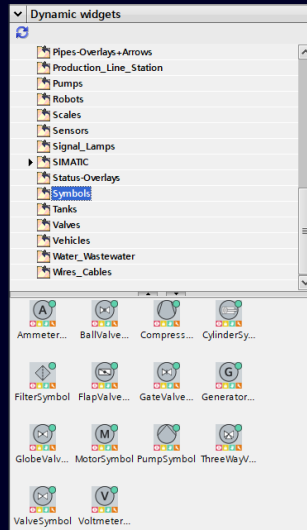 Dynamic widgets
Pipes-Overlays+Arrows
Production_Line_Station
Pumps
Robots
Scales
Sensors
Signal_Lamps
SIMATIC
Status-Overlays
Symbols
Tanks
Valves
Vehicles
Water_Wastewater
Wires_Cables
A
Ammeter... BallValve... Compress... CylinderSy...
G
FilterSymbol FlapValve... GateValve... Generator...
M
GlobeValv... MotorSymbol PumpSymbol ThreeWayV...
V
ValveSymbol Voltmeter...